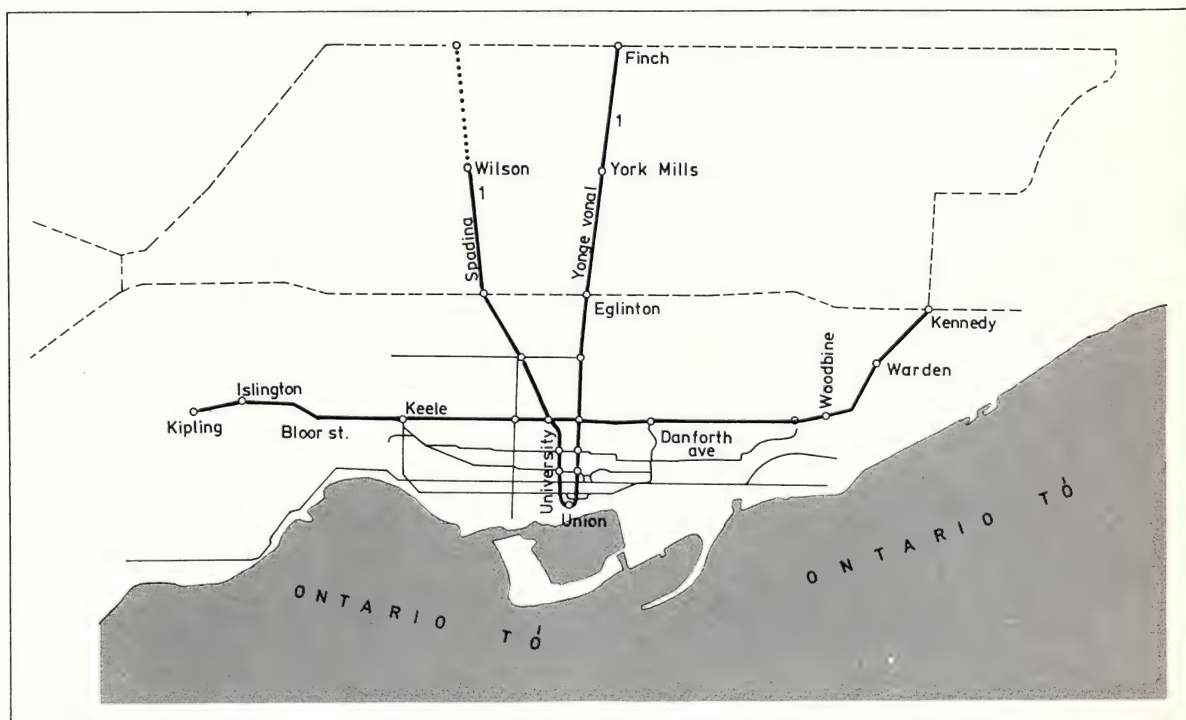 Finch
1
Wilson
York Mills
1
Spadina
Yonge vonal
Eglinton
Kennedy
Woodbine
Warden
Islington
Keele
Kipling
Bloor st.
University
Danforth
ave
Union
ONTARIO TÓ
ONTARIO TÓ